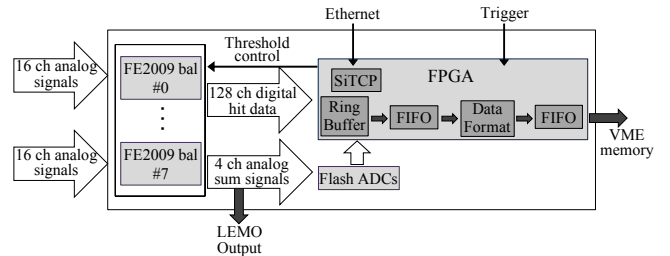 Ethernet
Trigger
16 ch analog
signals
FE2009 bal
#0
Threshold
control
SiTCP
FPGA
128 ch digital
hit data
Ring
Buffer
FIFO
Data
Format
FIFO
VME
memory
16 ch analog
signals
FE2009 bal
#7
4 ch analog
sum signals
Flash ADCs
LEMO
Output